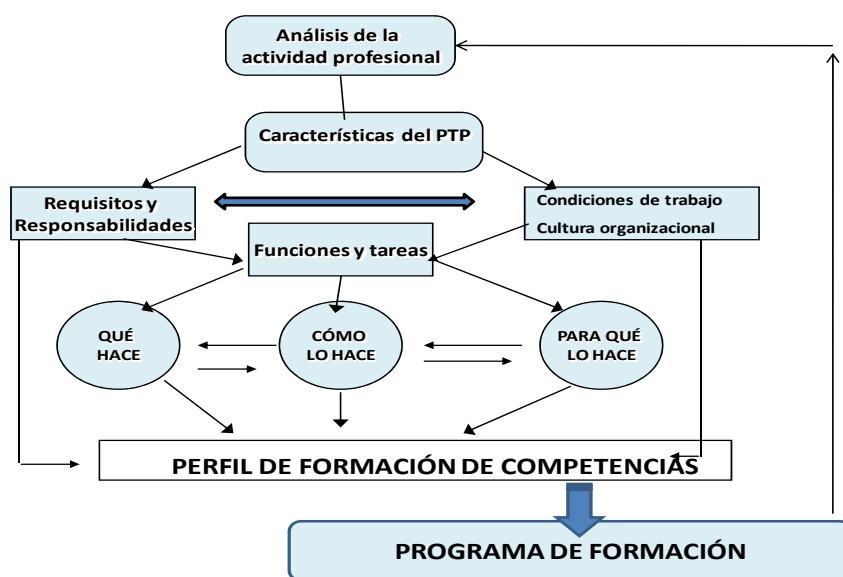 Análisis de la
actividad profesional
Características del PTP
Requisitos y
Responsabilidades
Condiciones de trabajo
Cultura organizacional
Funciones y tareas
QUÉ
HACE
CÓMO
LO HACE
PARA QUÉ
LO HACE
PERFIL DE FORMACIÓN DE COMPETENCIAS
PROGRAMA DE FORMACIÓN